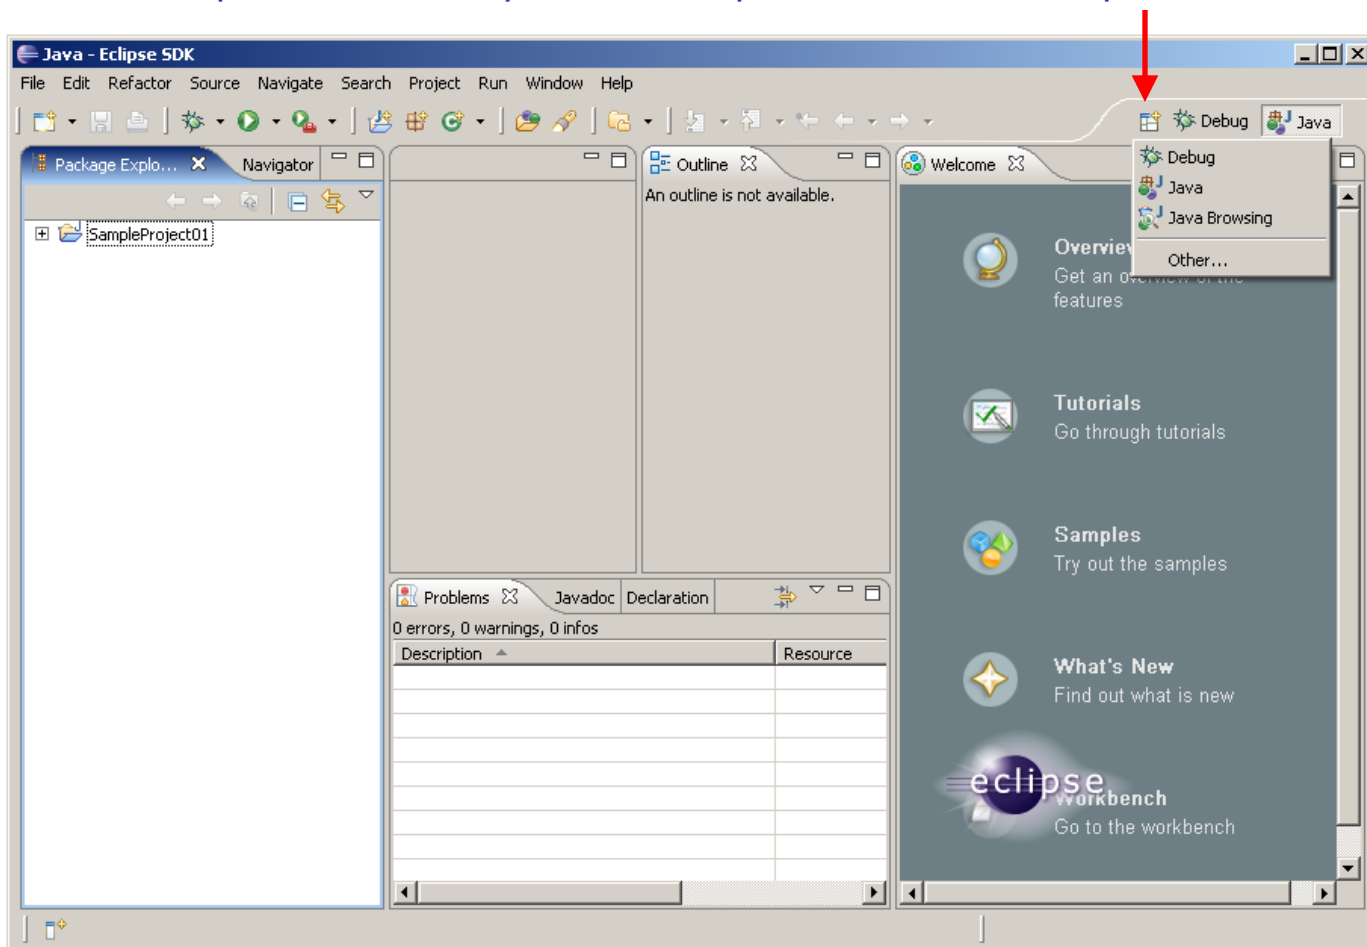 Java - Eclipse SDK
File Edit Refactor Source Navigate Search Project Run Window Help
Debug Java
Package Explo... Navigator
Outline
Welcome
Debug
Java
Java Browsing
Other...
An outline is not available.
SampleProject01
Overview
Get an overview of the
features
Tutorials
Go through tutorials
Samples
Try out the samples
Problems Javadoc Declaration
0 errors, 0 warnings, 0 infos
Description Resource
What's New
Find out what is new
eclipse
Workbench
Go to the workbench